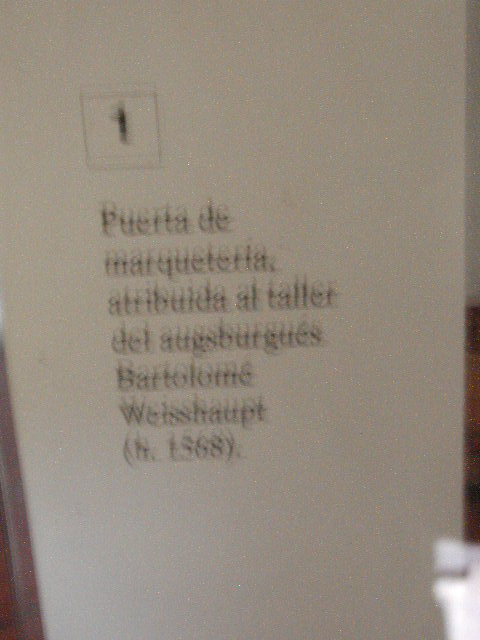 1
Puerta de
marquetería,
atribuida al taller
del augsburgués
Bartolomé
Weisshaupt
(h. 1568).